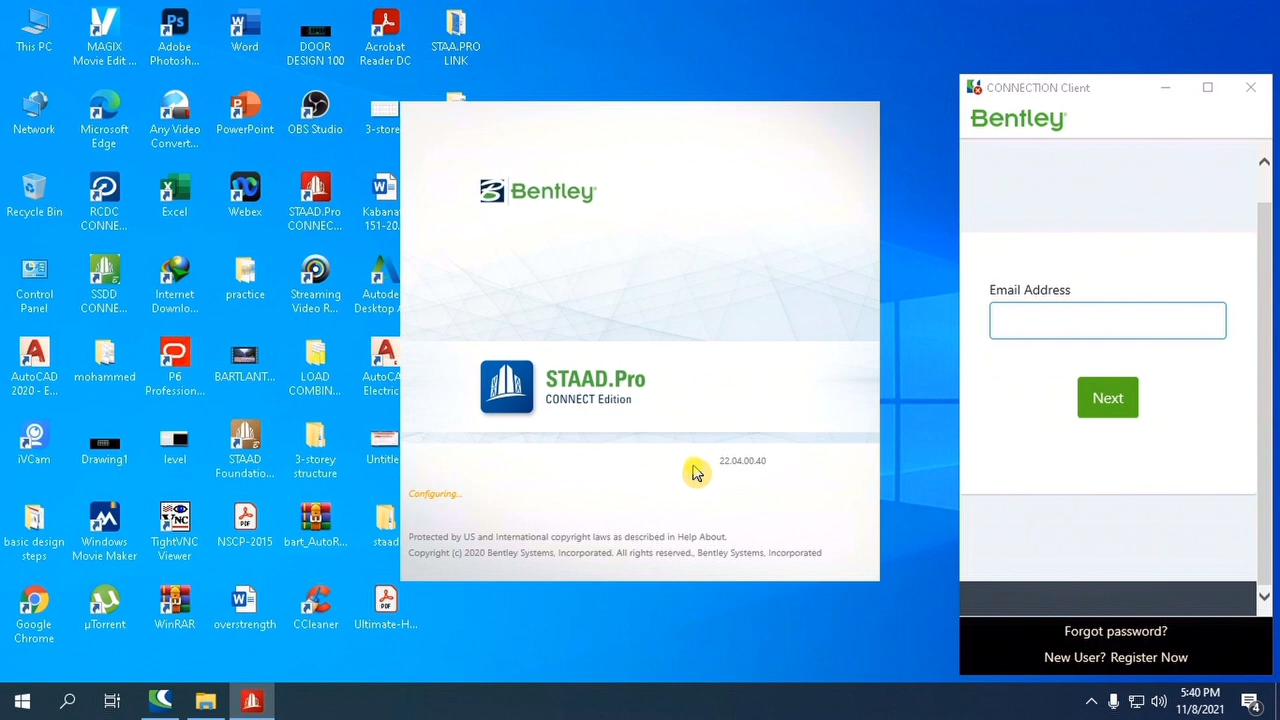 This PC
MAGIX
Movie Edit ...
Adobe
Photosh...
Word
DOOR
DESIGN 100
Acrobat
Reader DC
STAA.PRO
LINK
Network
Microsoft
Edge
Any Video
Convert...
PowerPoint
OBS Studio
3-store
Recycle Bin
RCDC
CONNE...
Excel
Webex
STAAD.Pro
CONNEC...
Kabana
151-20.
Control
Panel
SSDD
CONNE...
Internet
Downlo...
practice
Streaming
Video R...
Autode
Desktop A
AutoCAD
2020 - E...
mohammed
P6
Profession...
BARTLANT...
LOAD
COMBIN...
AutoCA
Electric
iVCam
Drawing1
level
STAAD
Foundatio...
3-storey
structure
Untitle
basic design
steps
Windows
Movie Maker
TightVNC
Viewer
NSCP-2015
bart_AutoR...
staad
Google
Chrome
µTorrent
WinRAR
overstrength
CCleaner
Ultimate-H...
Bentley
STAAD.Pro
CONNECT Edition
22.04.00.40
Configuring...
Protected by US and International copyright laws as described in Help About.
Copyright (c) 2020 Bentley Systems, Incorporated. All rights reserved., Bentley Systems, Incorporated
CONNECTION Client
Bentley
Email Address
Next
Forgot password?
New User? Register Now
5:40 PM
11/8/2021
4